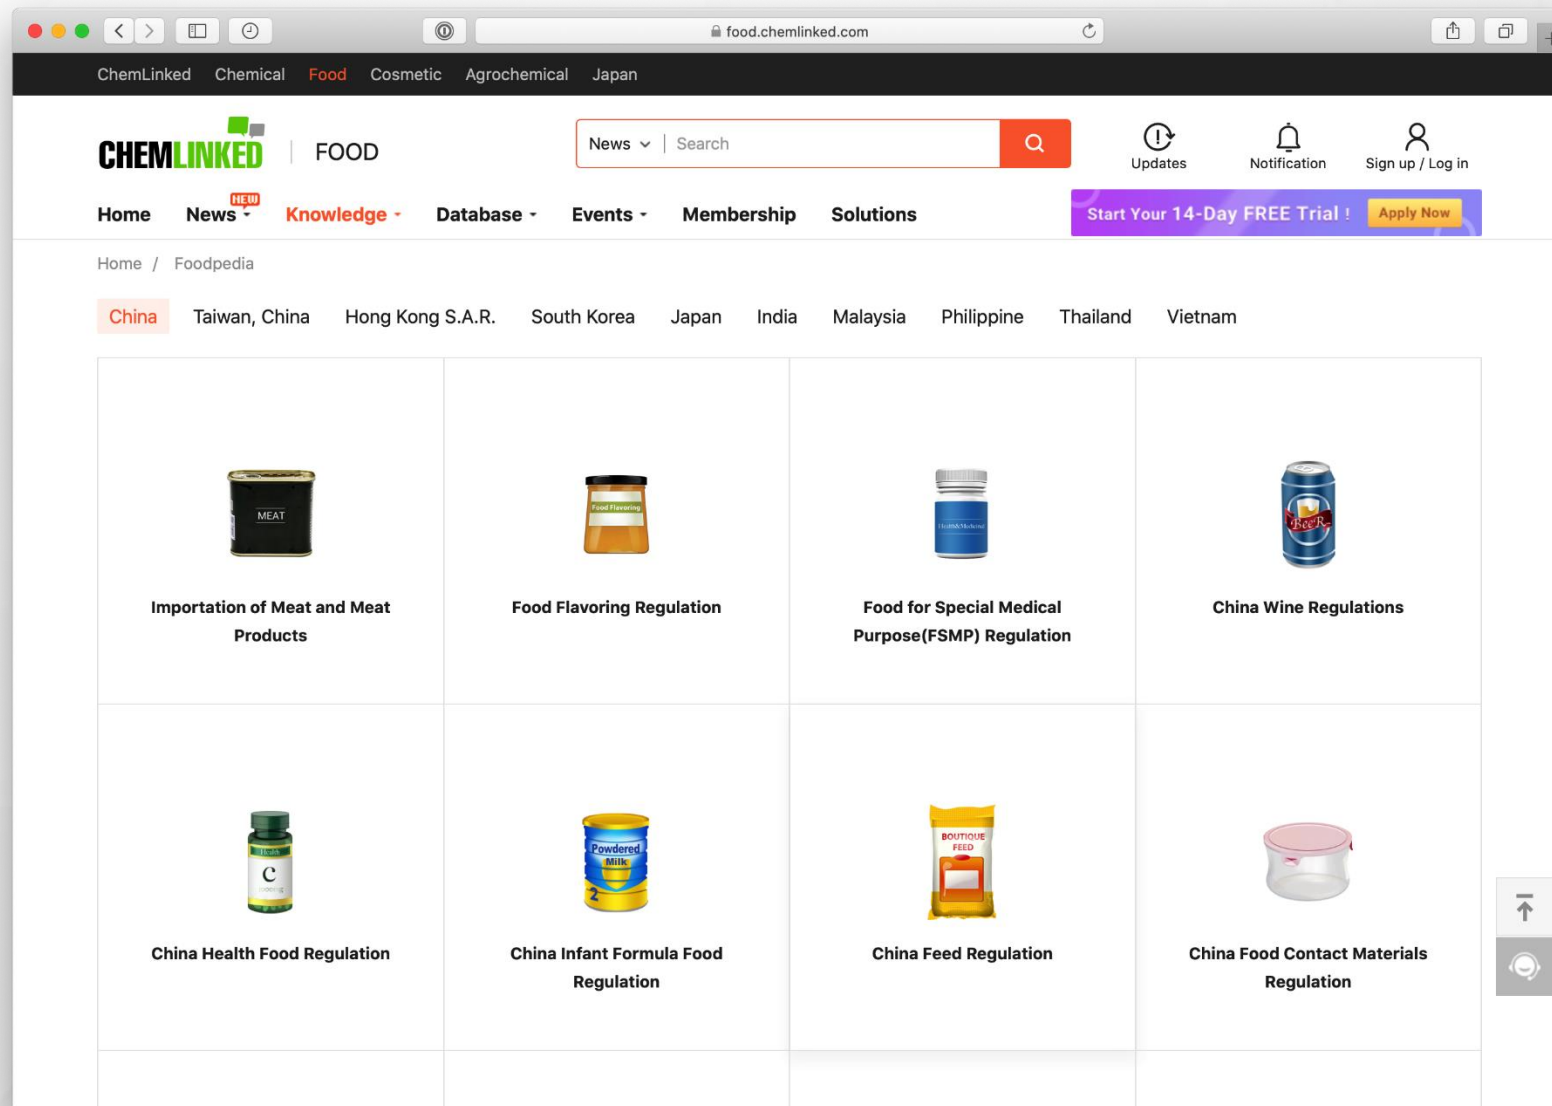 food.chemlinked.com
ChemLinked Chemical Food Cosmetic Agrochemical Japan
CHEMLINKED FOOD
News Search
Updates
Notification
Sign up / Log in
Home News NEW Knowledge Database Events Membership Solutions
Start Your 14-Day FREE Trial ! Apply Now
Home / Foodpedia
China Taiwan, China Hong Kong S.A.R. South Korea Japan India Malaysia Philippine Thailand Vietnam
MEAT
Food Flavoring
BeeR
Importation of Meat and Meat
Products
Food Flavoring Regulation
Food for Special Medical
Purpose(FSMP) Regulation
China Wine Regulations
Health
C
Powdered
Milk
2
BOUTIQUE
FEED
China Health Food Regulation
China Infant Formula Food
Regulation
China Feed Regulation
China Food Contact Materials
Regulation